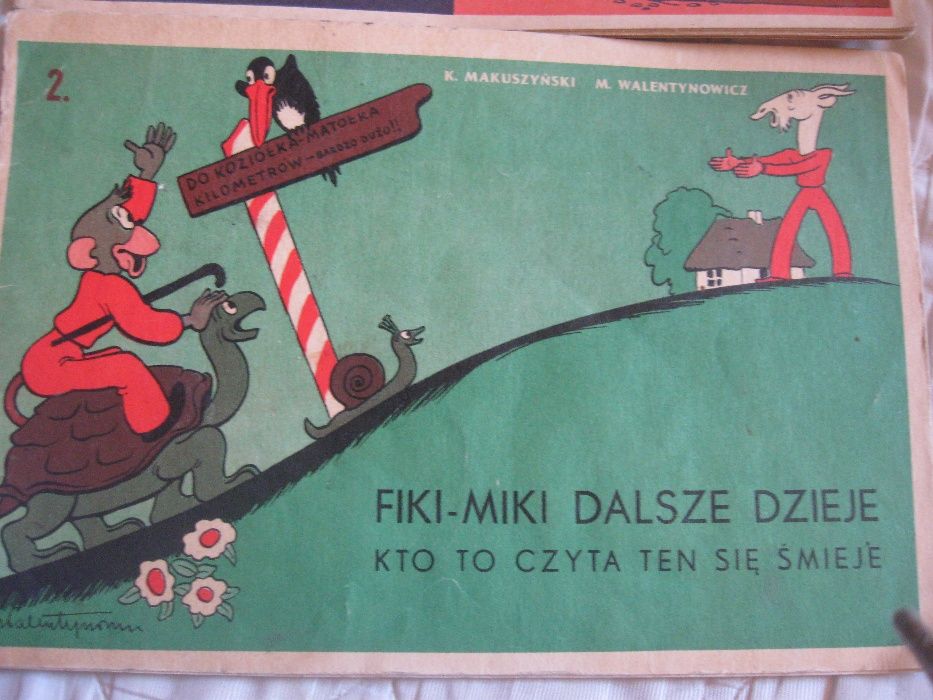 2.
K. MAKUSZYŃSKI M. WALENTYNOWICZ
DO KOZIOŁKA-MATOŁKA
KILOMETRÓW - BARDZO DUŻO!!
FIKI-MIKI DALSZE DZIEJE
KTO TO CZYTA TEN SIĘ ŚMIEJE